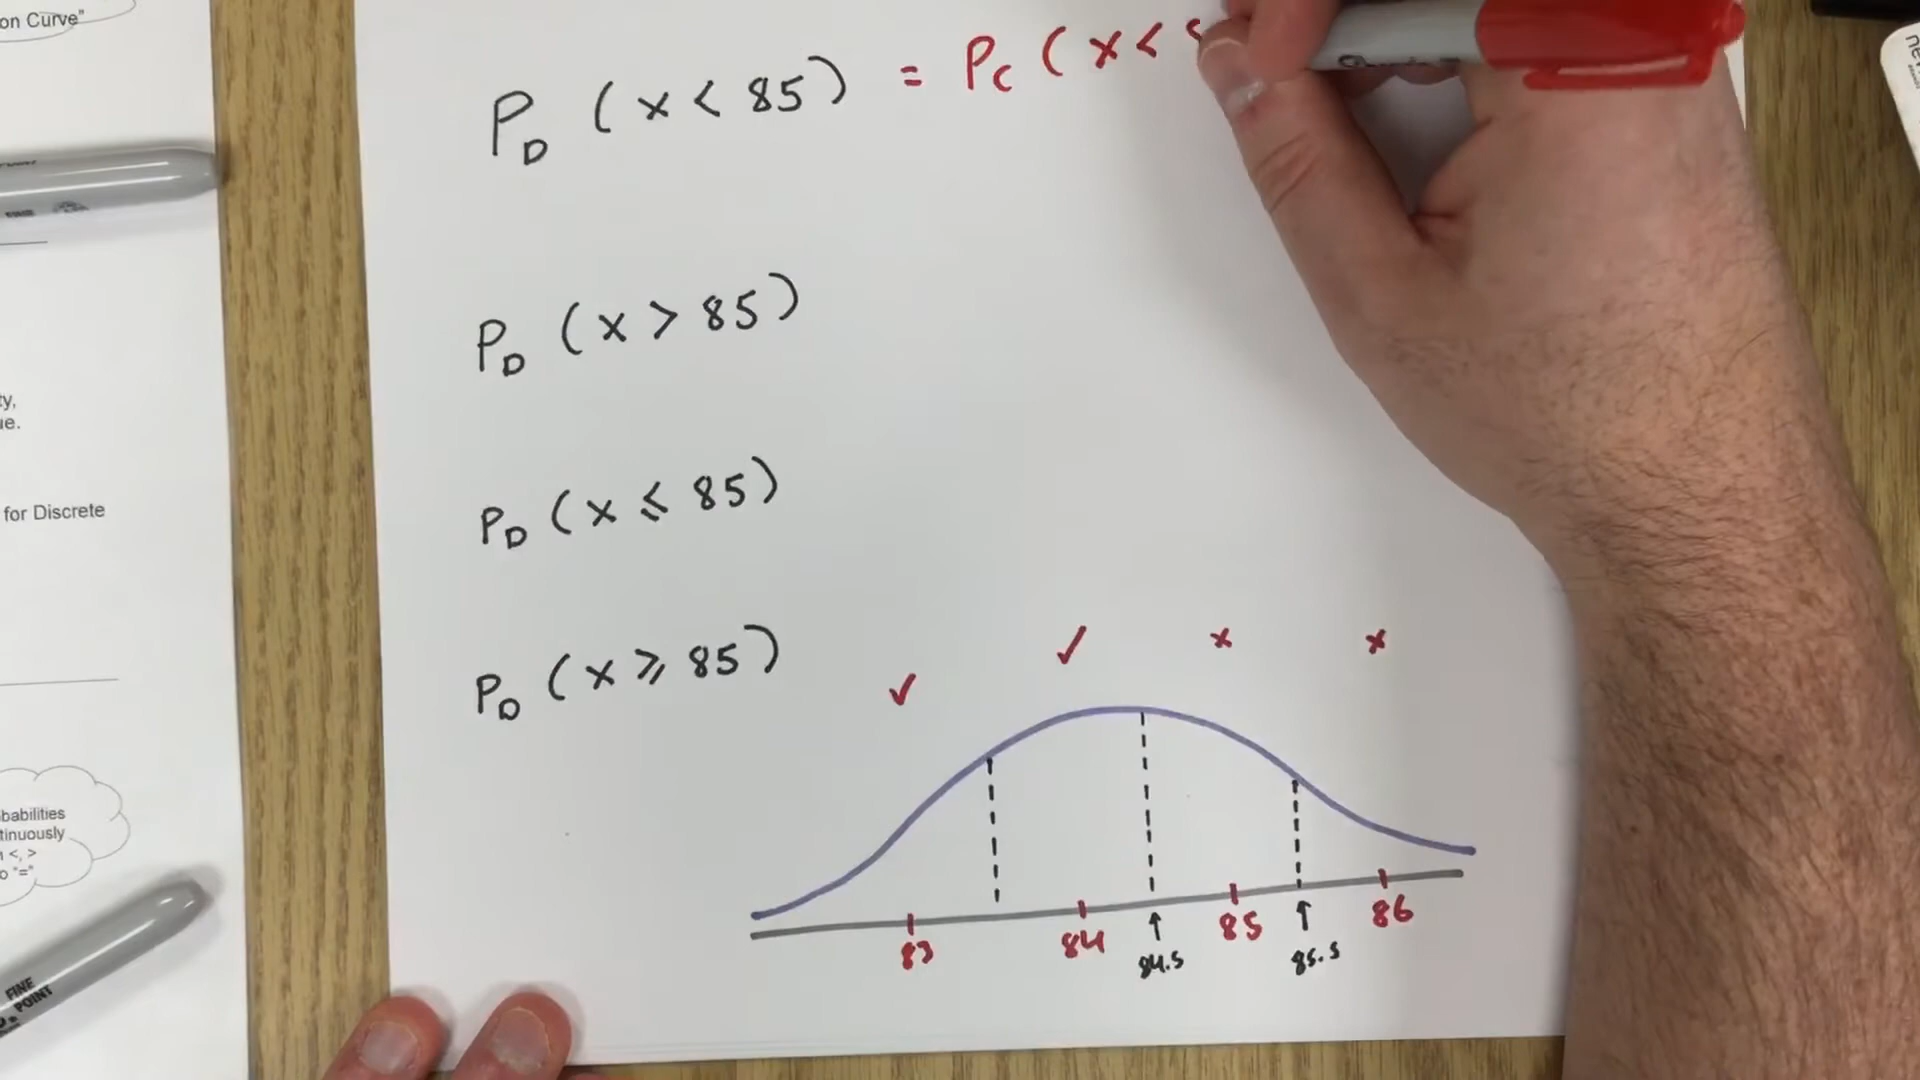 on Curve"
P_D (x < 85) = P_C (x <
FINE
P_D (x > 85)
ty,
ue.
P_D (x ≤ 85)
for Discrete
P_D (x ≥ 85)
✓ ✓ × ×
babilities
tinuously
n <, >
o "="
83 84 85 86
84.5 85.5
FINE
POINT